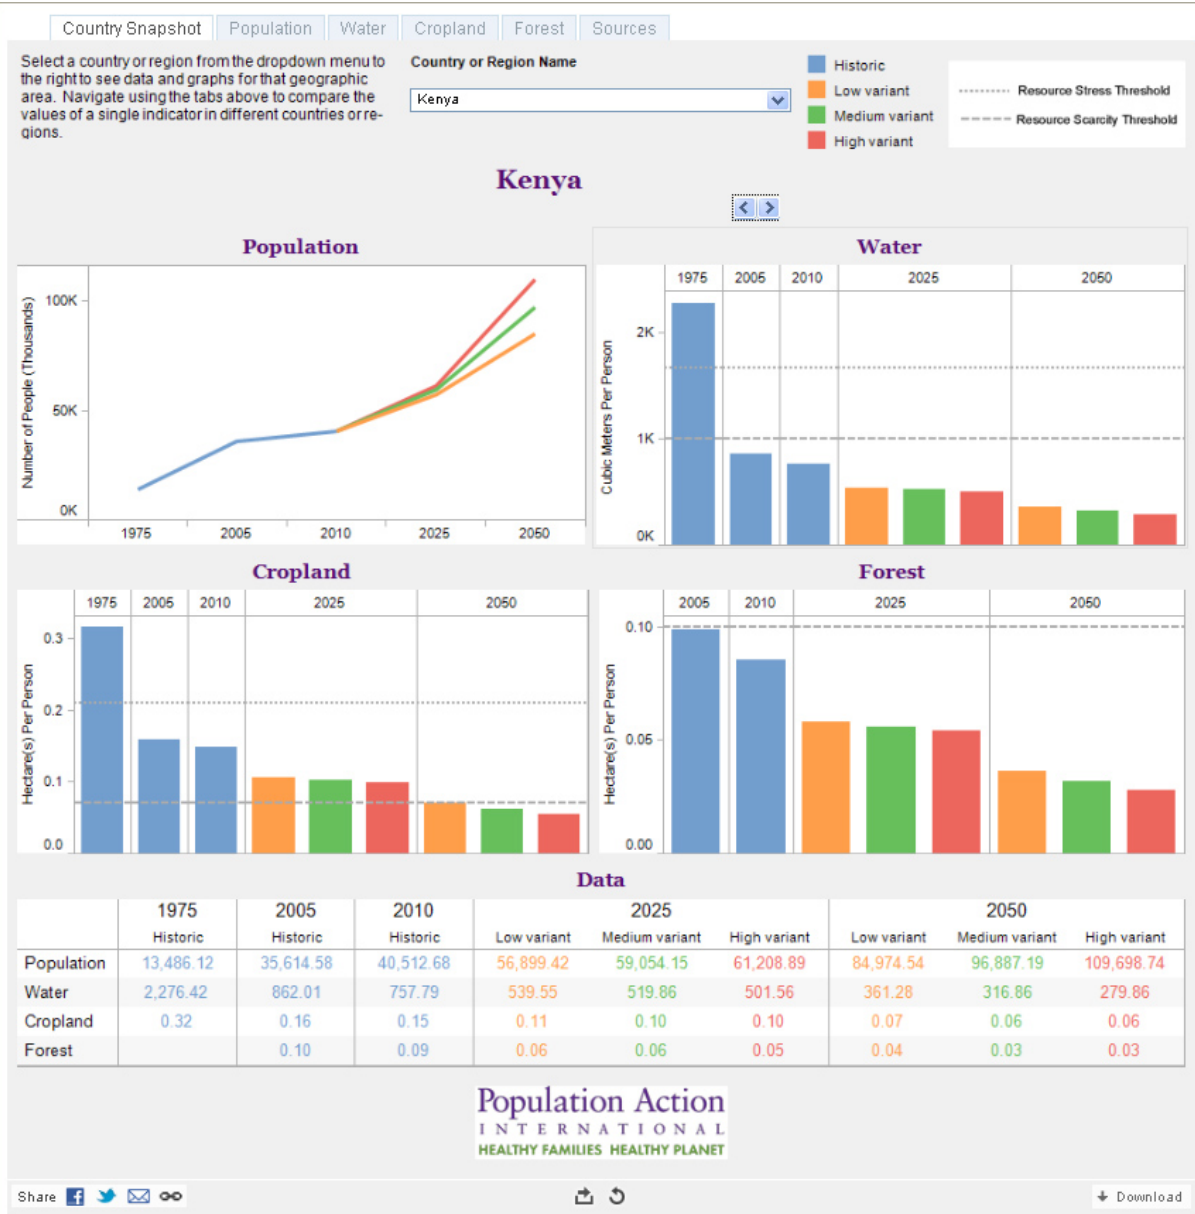 Country Snapshot Population Water Cropland Forest Sources
Select a country or region from the dropdown menu to
the right to see data and graphs for that geographic
area. Navigate using the tabs above to compare the
values of a single indicator in different countries or re-
gions.
Country or Region Name
Kenya
Historic
Low variant
Medium variant
High variant
Resource Stress Threshold
Resource Scarcity Threshold
Kenya
Population
Number of People (Thousands)
100K
50K
0K
1975 2005 2010 2025 2050
Water
1975 2005 2010 2025 2050
Cubic Meters Per Person
2K
1K
0K
Cropland
1975 2005 2010 2025 2050
Hectare(s) Per Person
0.3
0.2
0.1
0.0
Forest
2005 2010 2025 2050
Hectare(s) Per Person
0.10
0.05
0.00
Data
1975 2005 2010 2025 2050
Historic Historic Historic Low variant Medium variant High variant Low variant Medium variant High variant
Population 13,486.12 35,614.58 40,512.68 56,899.42 59,054.15 61,208.89 84,974.54 96,887.19 109,698.74
Water 2,276.42 862.01 757.79 539.55 519.86 501.56 361.28 316.86 279.86
Cropland 0.32 0.16 0.15 0.11 0.10 0.10 0.07 0.06 0.06
Forest 0.10 0.09 0.06 0.06 0.05 0.04 0.03 0.03
Population Action
INTERNATIONAL
HEALTHY FAMILIES HEALTHY PLANET
Share
Download